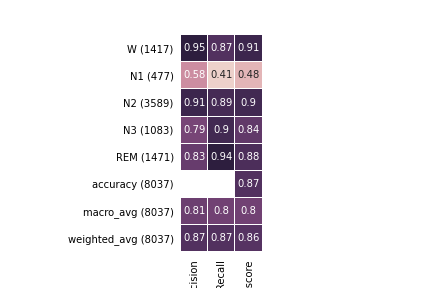 W (1417) 0.95 0.87 0.91
N1 (477) 0.58 0.41 0.48
N2 (3589) 0.91 0.89 0.9
N3 (1083) 0.79 0.9 0.84
REM (1471) 0.83 0.94 0.88
accuracy (8037) 0.87
macro_avg (8037) 0.81 0.8 0.8
weighted_avg (8037) 0.87 0.87 0.86
cision
Recall
score